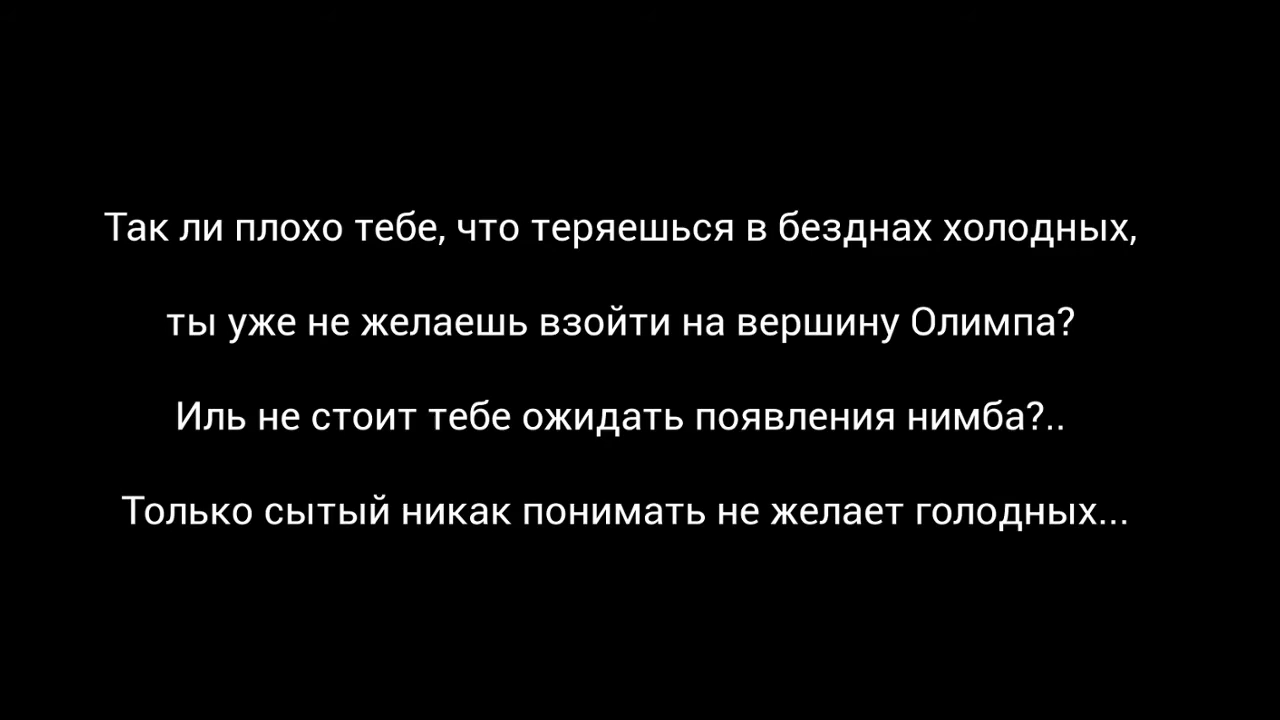 Так ли плохо тебе, что теряешься в безднах холодных,
ты уже не желаешь взойти на вершину Олимпа?
Иль не стоит тебе ожидать появления нимба?..
Только сытый никак понимать не желает голодных...